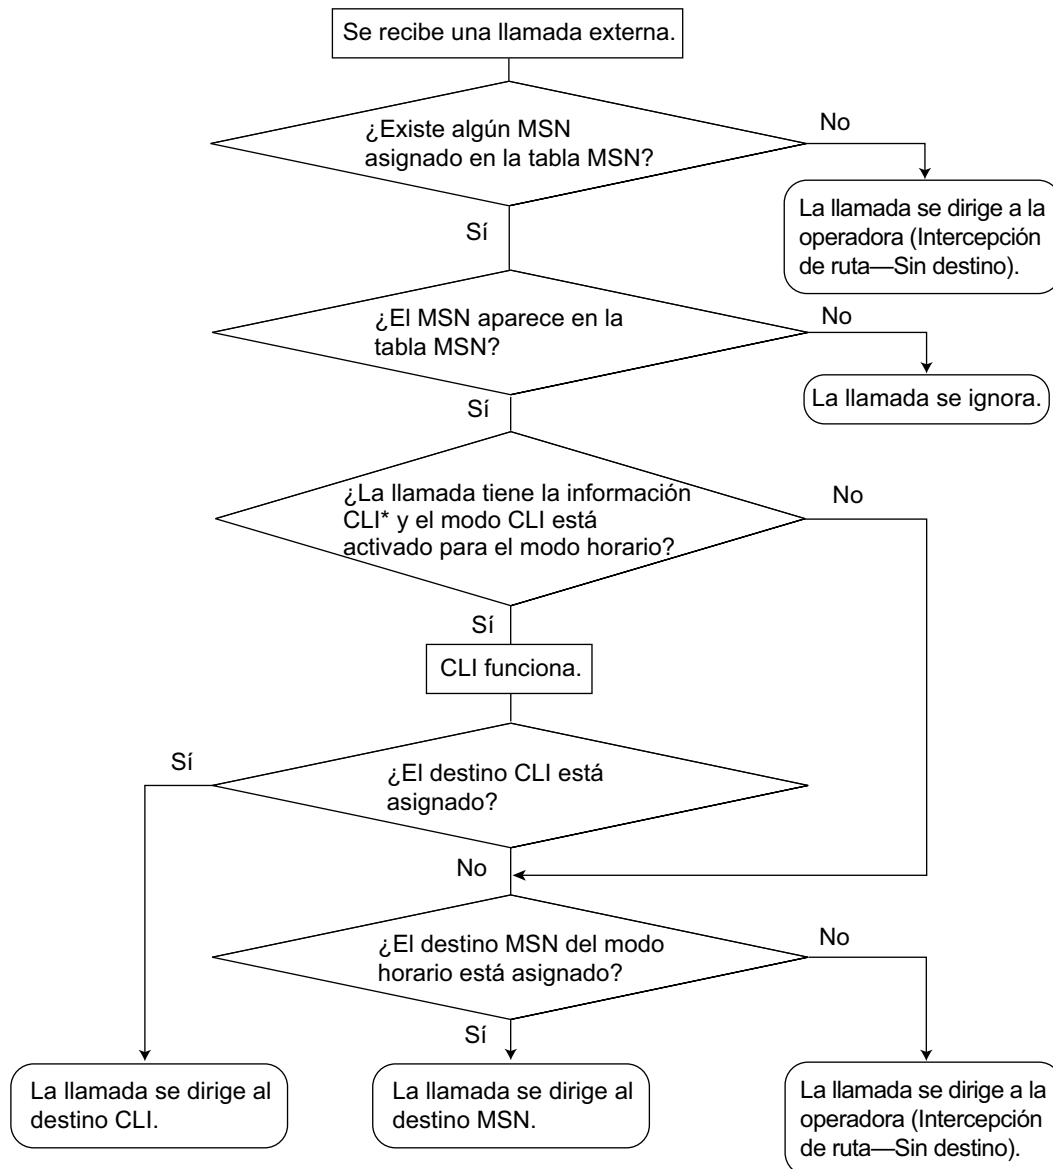 Se recibe una llamada externa.
¿Existe algún MSN
asignado en la tabla MSN?
No
La llamada se dirige a la
operadora (Intercepción
de ruta—Sin destino).
Sí
¿El MSN aparece en la
tabla MSN?
No
La llamada se ignora.
Sí
¿La llamada tiene la información
CLI* y el modo CLI está
activado para el modo horario?
No
Sí
CLI funciona.
Sí
¿El destino CLI está
asignado?
No
¿El destino MSN del modo
horario está asignado?
No
Sí
La llamada se dirige al
destino CLI.
La llamada se dirige al
destino MSN.
La llamada se dirige a la
operadora (Intercepción
de ruta—Sin destino).